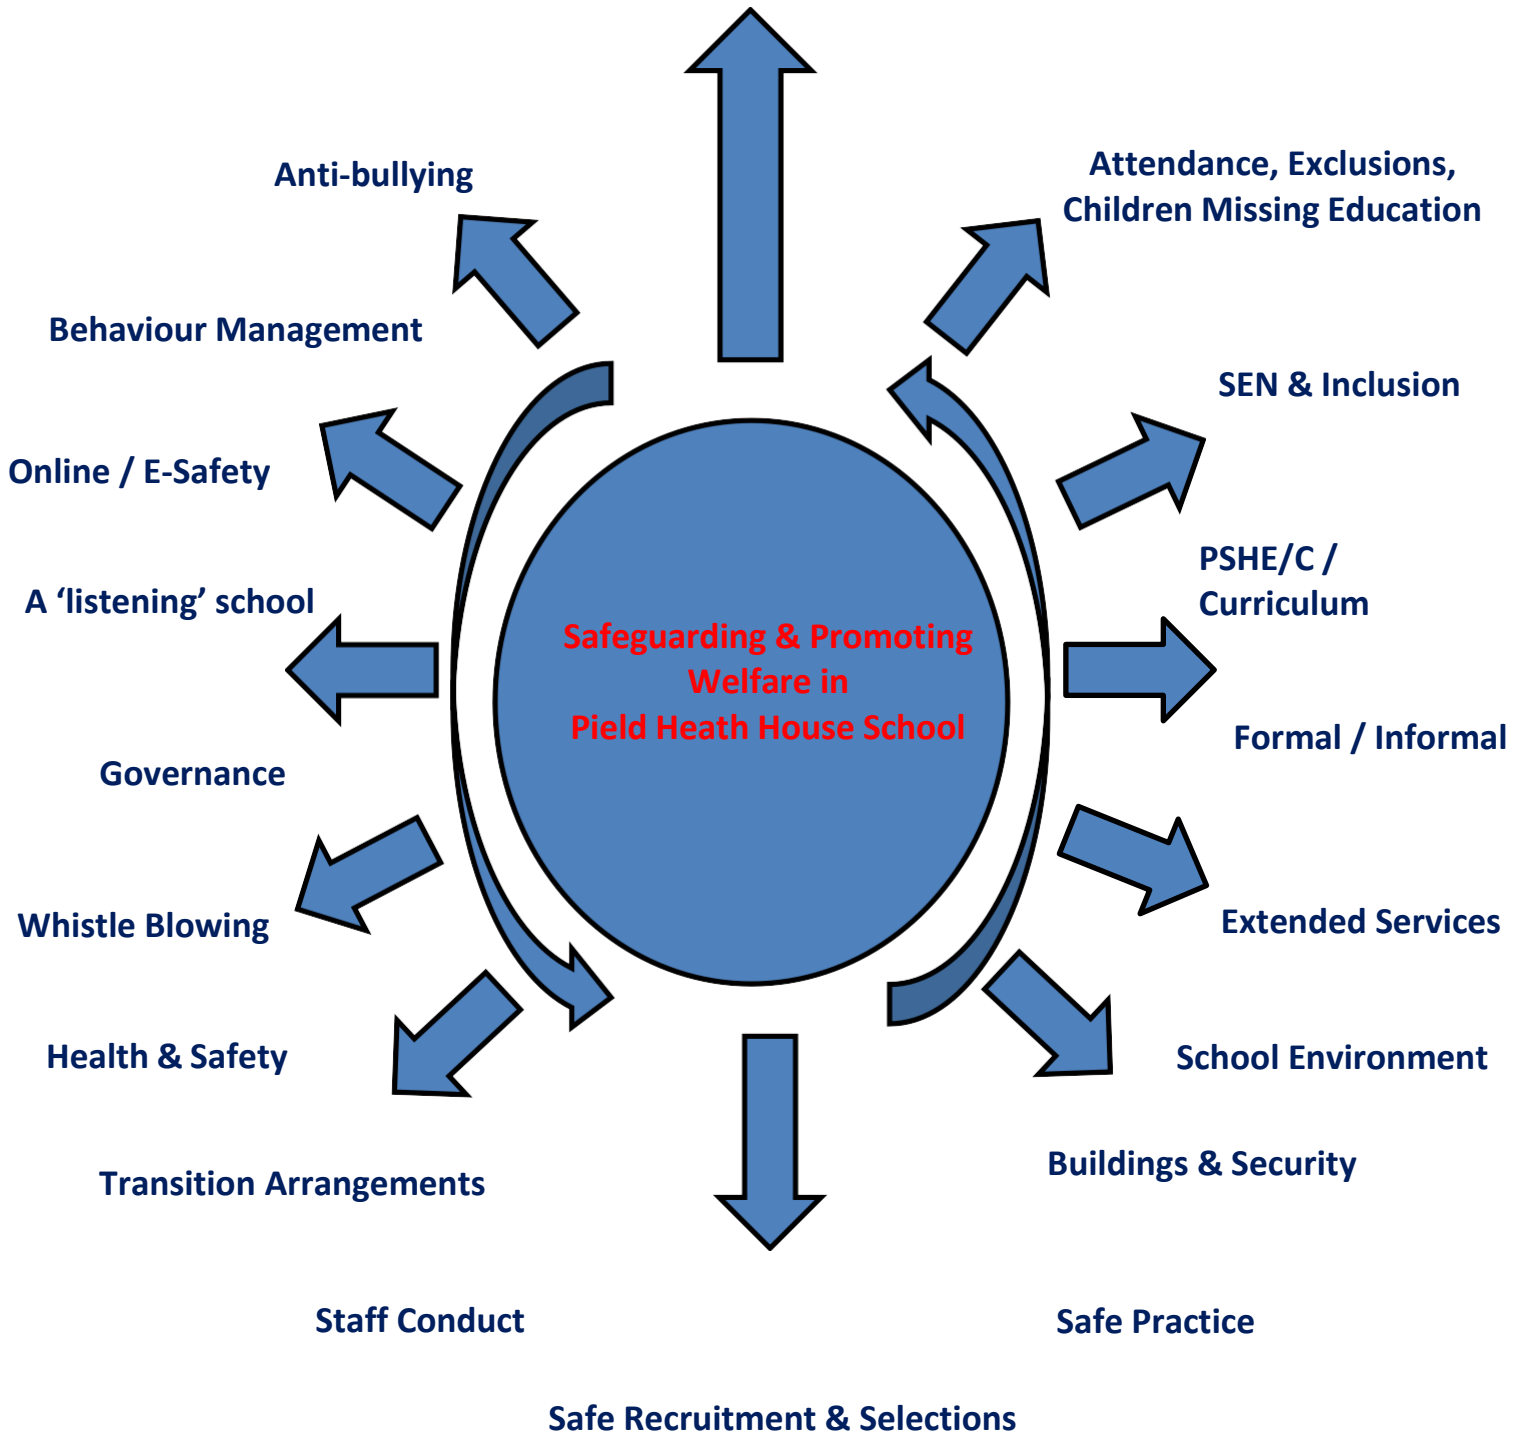 Anti-bullying
Attendance, Exclusions,
Children Missing Education
Behaviour Management
SEN & Inclusion
Online / E-Safety
PSHE/C /
Curriculum
A ‘listening’ school
Safeguarding & Promoting
Welfare in
Pield Heath House School
Formal / Informal
Governance
Extended Services
Whistle Blowing
Health & Safety
School Environment
Buildings & Security
Transition Arrangements
Staff Conduct
Safe Practice
Safe Recruitment & Selections